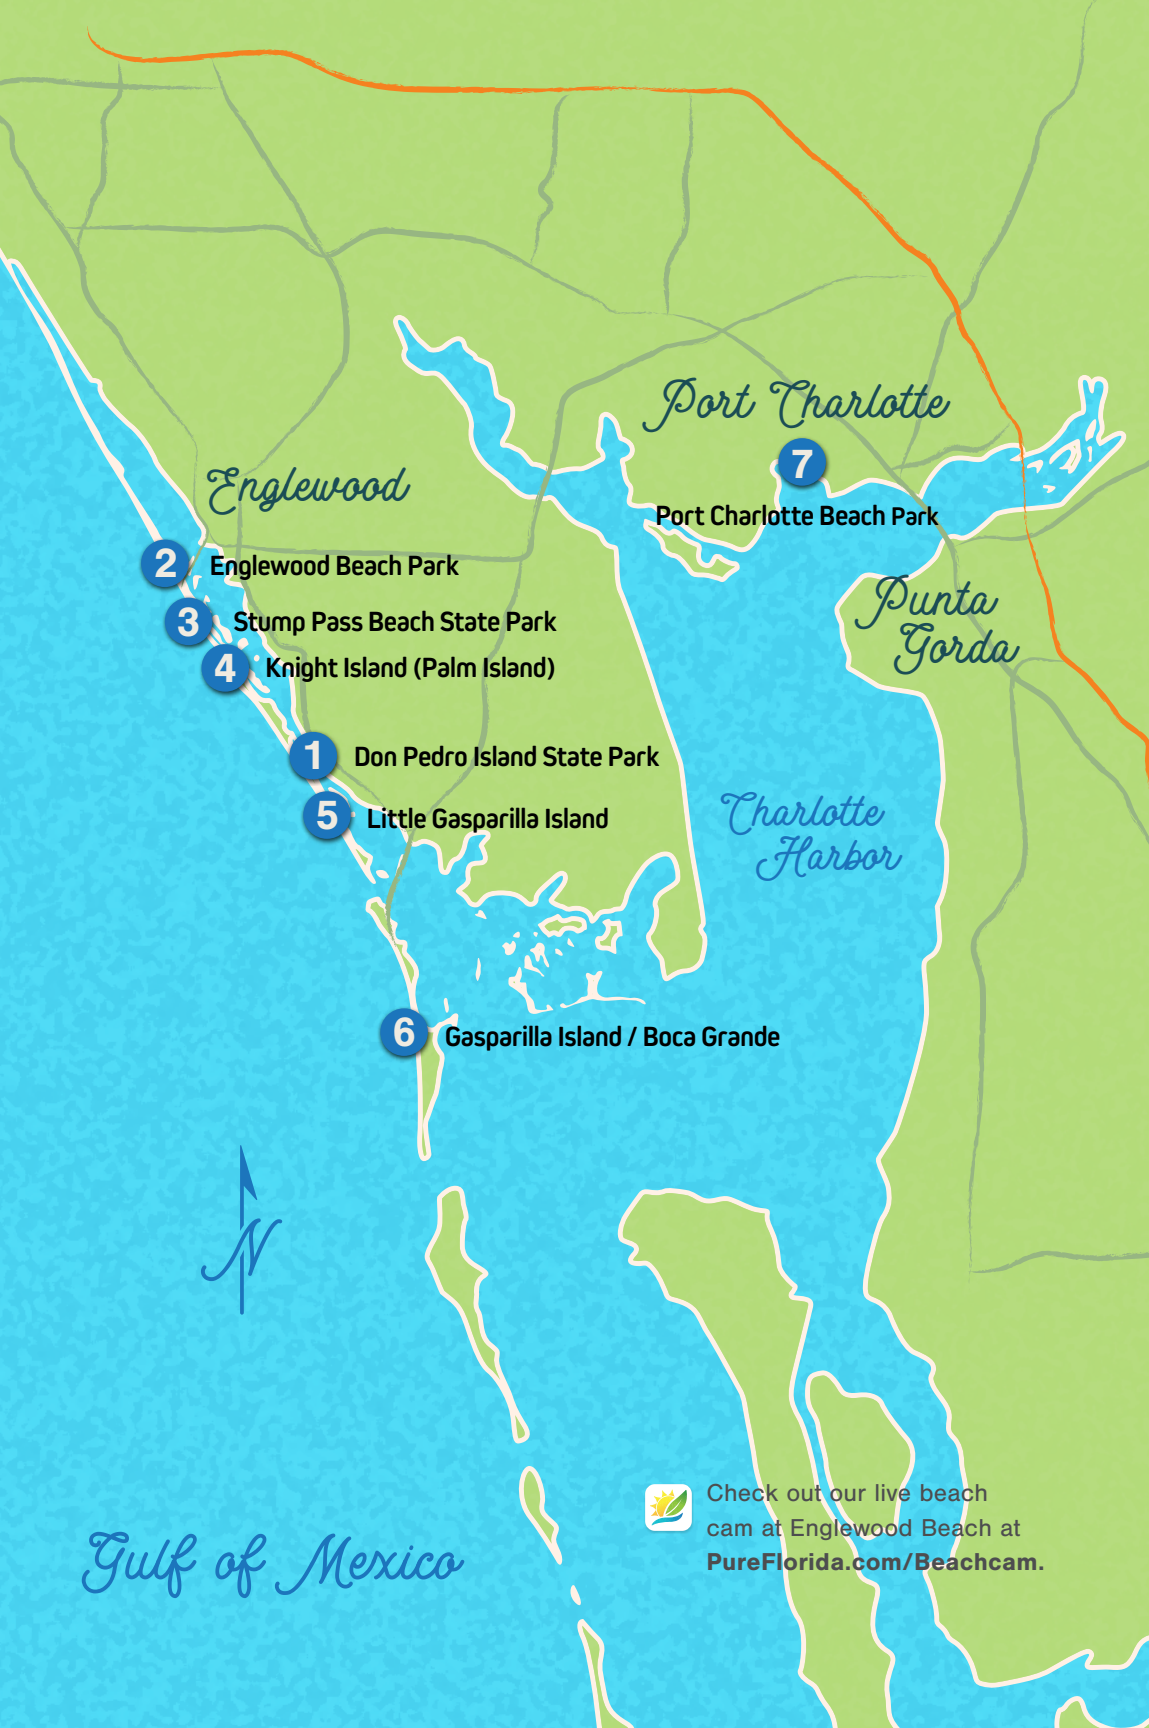 Port Charlotte
7
Englewood
Port Charlotte Beach Park
2 Englewood Beach Park
Punta
Gorda
3 Stump Pass Beach State Park
4 Knight Island (Palm Island)
1 Don Pedro Island State Park
5 Little Gasparilla Island
Charlotte
Harbor
6 Gasparilla Island / Boca Grande
N
Check out our live beach
cam at Englewood Beach at
PureFlorida.com/Beachcam.
Gulf of Mexico